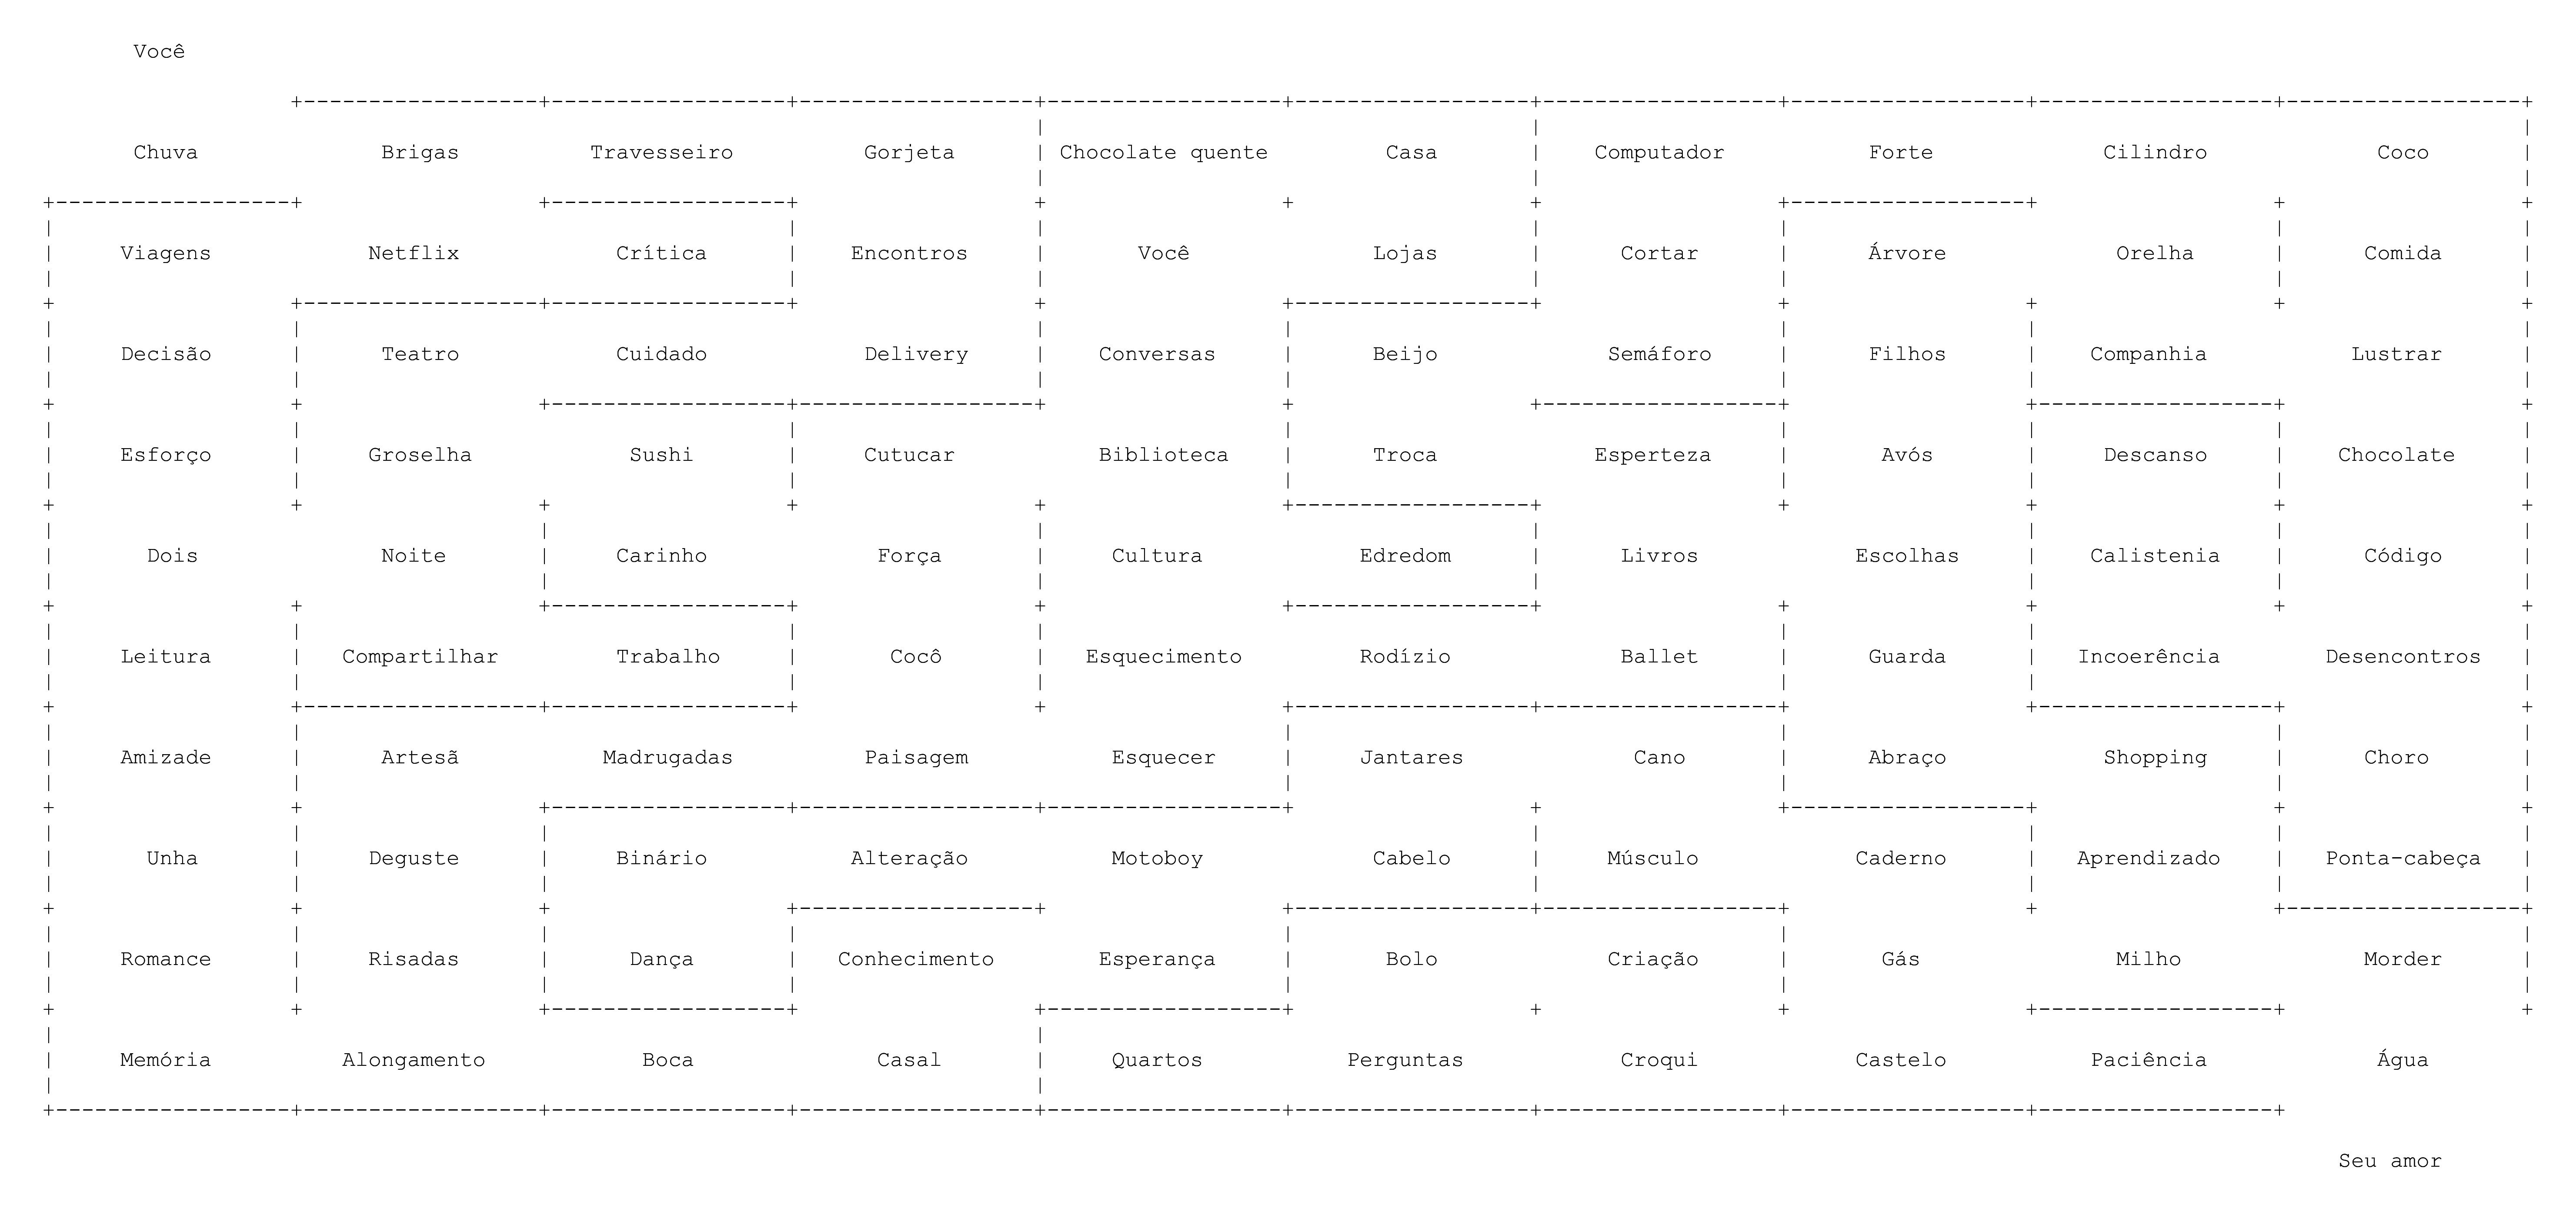 Você
Chuva Brigas Travesseiro Gorjeta Chocolate quente Casa Computador Forte Cilindro Coco
Viagens Netflix Crítica Encontros Você Lojas Cortar Árvore Orelha Comida
Decisão Teatro Cuidado Delivery Conversas Beijo Semáforo Filhos Companhia Lustrar
Esforço Groselha Sushi Cutucar Biblioteca Troca Esperteza Avós Descanso Chocolate
Dois Noite Carinho Força Cultura Edredom Livros Escolhas Calistenia Código
Leitura Compartilhar Trabalho Cocô Esquecimento Rodízio Ballet Guarda Incoerência Desencontros
Amizade Artesã Madrugadas Paisagem Esquecer Jantares Cano Abraço Shopping Choro
Unha Deguste Binário Alteração Motoboy Cabelo Músculo Caderno Aprendizado Ponta-cabeça
Romance Risadas Dança Conhecimento Esperança Bolo Criação Gás Milho Morder
Memória Alongamento Boca Casal Quartos Perguntas Croqui Castelo Paciência Água
Seu amor